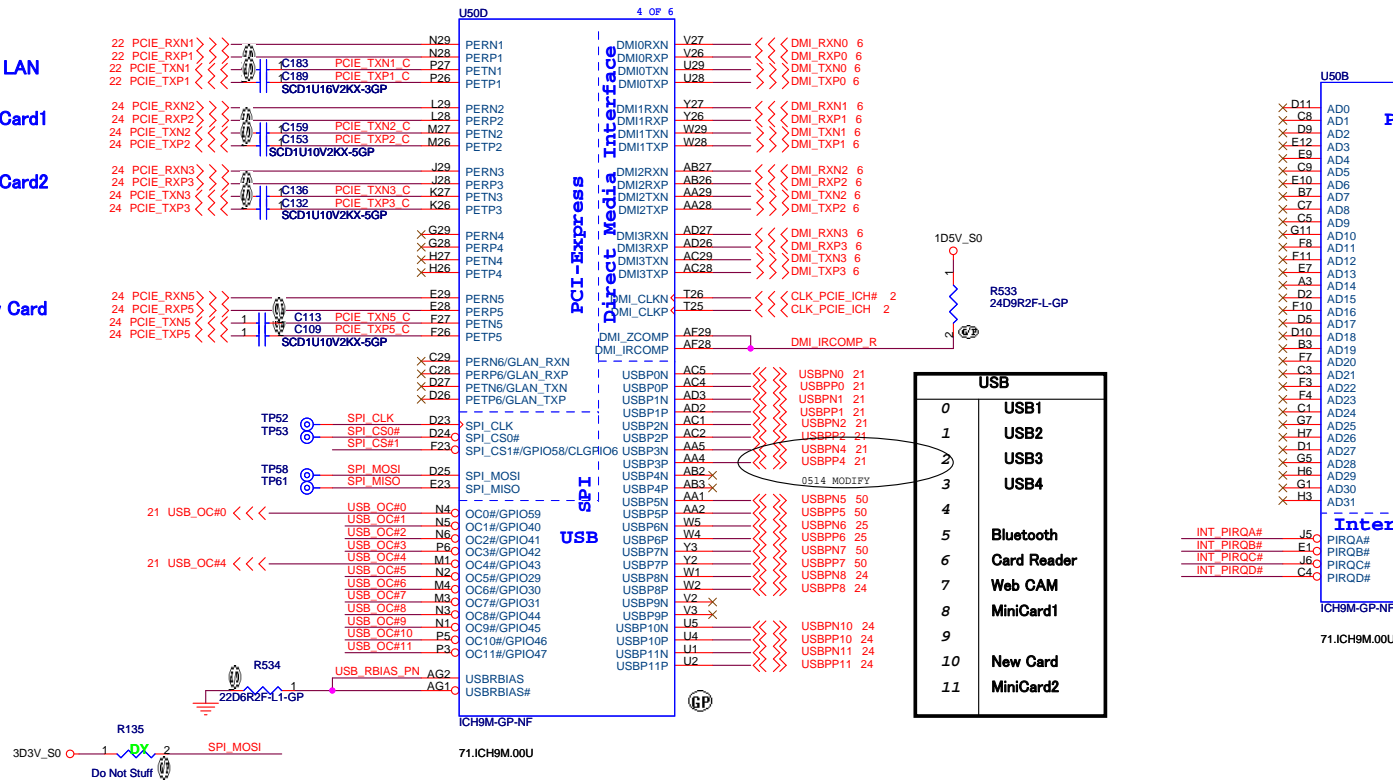 U50D
4 OF 6
LAN
22 PCIE_RXN1
22 PCIE_RXP1
22 PCIE_TXN1
22 PCIE_TXP1
C183 PCIE_TXN1_C
C189 PCIE_TXP1_C
SCD1U16V2KX-3GP
N29 PERN1
N28 PERP1
P27 PETN1
P26 PETP1
Card1
24 PCIE_RXN2
24 PCIE_RXP2
24 PCIE_TXN2
24 PCIE_TXP2
C159 PCIE_TXN2_C
C153 PCIE_TXP2_C
SCD1U10V2KX-5GP
L29 PERN2
L28 PERP2
M27 PETN2
M26 PETP2
Card2
24 PCIE_RXN3
24 PCIE_RXP3
24 PCIE_TXN3
24 PCIE_TXP3
C136 PCIE_TXN3_C
C132 PCIE_TXP3_C
SCD1U10V2KX-5GP
J29 PERN3
J28 PERP3
K27 PETN3
K26 PETP3
G29 PERN4
G28 PERP4
H27 PETN4
H26 PETP4
Card
24 PCIE_RXN5
24 PCIE_RXP5
24 PCIE_TXN5
24 PCIE_TXP5
1 C113 PCIE_TXN5_C
1 C109 PCIE_TXP5_C
SCD1U10V2KX-5GP
E29 PERN5
E28 PERP5
F27 PETN5
F26 PETP5
C29 PERN6/GLAN_RXN
C28 PERP6/GLAN_RXP
D27 PETN6/GLAN_TXN
D26 PETP6/GLAN_TXP
TP52 SPI_CLK D23 SPI_CLK
TP53 SPI_CS0# D24 SPI_CS0#
SPI_CS#1 F23 SPI_CS1#/GPIO58/CLGPIO6
TP58 SPI_MOSI D25 SPI_MOSI
TP61 SPI_MISO E23 SPI_MISO
21 USB_OC#0 USB_OC#0 N4 OC0#/GPIO59
USB_OC#1 N5 OC1#/GPIO40
USB_OC#2 N6 OC2#/GPIO41
USB_OC#3 P6 OC3#/GPIO42
21 USB_OC#4 USB_OC#4 M1 OC4#/GPIO43
USB_OC#5 N2 OC5#/GPIO29
USB_OC#6 M4 OC6#/GPIO30
USB_OC#7 M3 OC7#/GPIO31
USB_OC#8 N3 OC8#/GPIO44
USB_OC#9 N1 OC9#/GPIO45
USB_OC#10 P5 OC10#/GPIO46
USB_OC#11 P3 OC11#/GPIO47
USB_RBIAS_PN AG2 USBRBIAS
AG1 USBRBIAS#
R534
1
22D6R2F-L1-GP
R135
3D3V_S0 1 DY 2 SPI_MOSI
Do Not Stuff
PCI-Express
Direct Media Interface
SPI
USB
DMI0RXN V27 DMI_RXN0 6
DMI0RXP V26 DMI_RXP0 6
DMI0TXN U29 DMI_TXN0 6
DMI0TXP U28 DMI_TXP0 6
DMI1RXN Y27 DMI_RXN1 6
DMI1RXP Y26 DMI_RXP1 6
DMI1TXN W29 DMI_TXN1 6
DMI1TXP W28 DMI_TXP1 6
DMI2RXN AB27 DMI_RXN2 6
DMI2RXP AB26 DMI_RXP2 6
DMI2TXN AA29 DMI_TXN2 6
DMI2TXP AA28 DMI_TXP2 6
DMI3RXN AD27 DMI_RXN3 6
DMI3RXP AD26 DMI_RXP3 6
DMI3TXN AC29 DMI_TXN3 6
DMI3TXP AC28 DMI_TXP3 6
DMI_CLKN T26 CLK_PCIE_ICH# 2
DMI_CLKP T25 CLK_PCIE_ICH 2
DMI_ZCOMP AF29
DMI_IRCOMP AF28 DMI_IRCOMP_R
1D5V_S0
1
R533
24D9R2F-L-GP
2
USBP0N AC5 USBPN0 21
USBP0P AC4 USBPP0 21
USBP1N AD3 USBPN1 21
USBP1P AD2 USBPP1 21
USBP2N AC1 USBPN2 21
USBP2P AC2 USBPP2 21
USBP3N AA5 USBPN4 21
USBP3P AA4 USBPP4 21
USBP4N AB2
USBP4P AB3
0514 MODIFY
USBP5N AA1 USBPN5 50
USBP5P AA2 USBPP5 50
USBP6N W5 USBPN6 25
USBP6P W4 USBPP6 25
USBP7N Y3 USBPN7 50
USBP7P Y2 USBPP7 50
USBP8N W1 USBPN8 24
USBP8P W2 USBPP8 24
USBP9N V2
USBP9P V3
USBP10N U5 USBPN10 24
USBP10P U4 USBPP10 24
USBP11N U1 USBPN11 24
USBP11P U2 USBPP11 24
GP
ICH9M-GP-NF
71.ICH9M.00U
USB
0 USB1
1 USB2
2 USB3
3 USB4
4
5 Bluetooth
6 Card Reader
7 Web CAM
8 MiniCard1
9
10 New Card
11 MiniCard2
U50B
D11 AD0
C8 AD1
D9 AD2
E12 AD3
E9 AD4
C9 AD5
E10 AD6
B7 AD7
C7 AD8
C5 AD9
G11 AD10
F8 AD11
F11 AD12
E7 AD13
A3 AD14
D2 AD15
F10 AD16
D5 AD17
D10 AD18
B3 AD19
F7 AD20
C3 AD21
F3 AD22
F4 AD23
C1 AD24
G7 AD25
H7 AD26
D1 AD27
G5 AD28
H6 AD29
G1 AD30
H3 AD31
Inter
INT_PIRQA# J5 PIRQA#
INT_PIRQB# E1 PIRQB#
INT_PIRQC# J6 PIRQC#
INT_PIRQD# C4 PIRQD#
ICH9M-GP-NF
71.ICH9M.00U